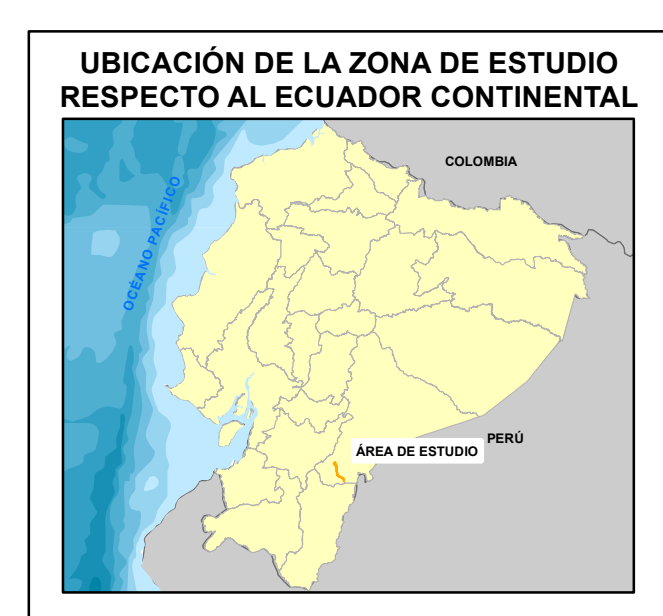 UBICACIÓN DE LA ZONA DE ESTUDIO
RESPECTO AL ECUADOR CONTINENTAL
COLOMBIA
OCÉANO PACÍFICO
PERÚ
ÁREA DE ESTUDIO